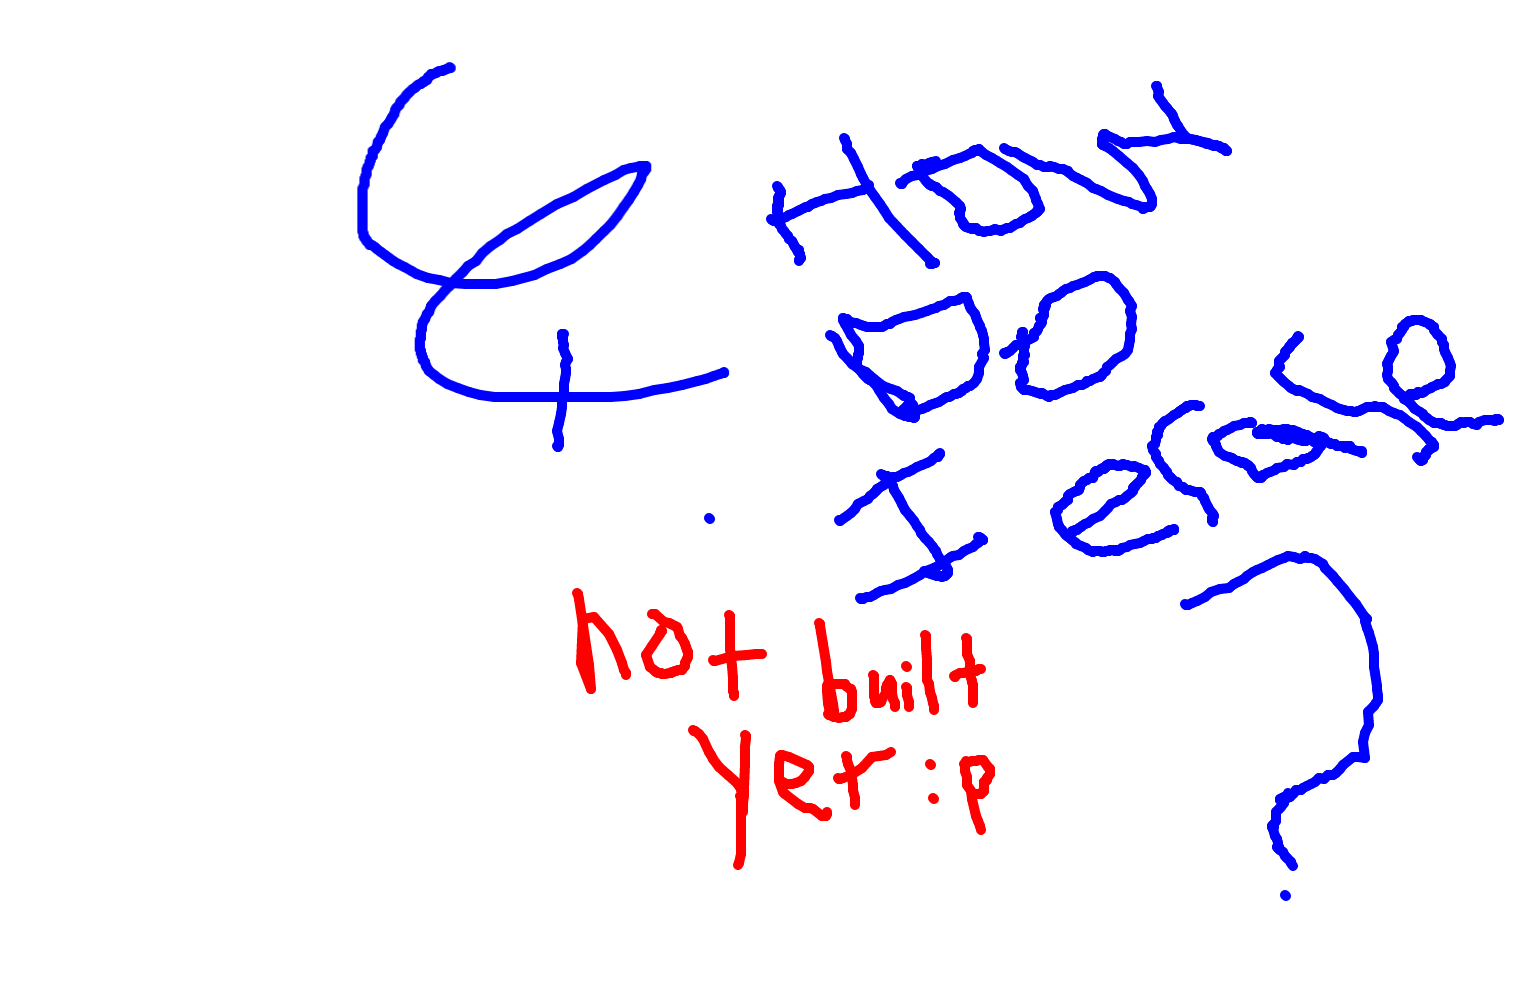 How
Do
I erase
?
not built
yet :p